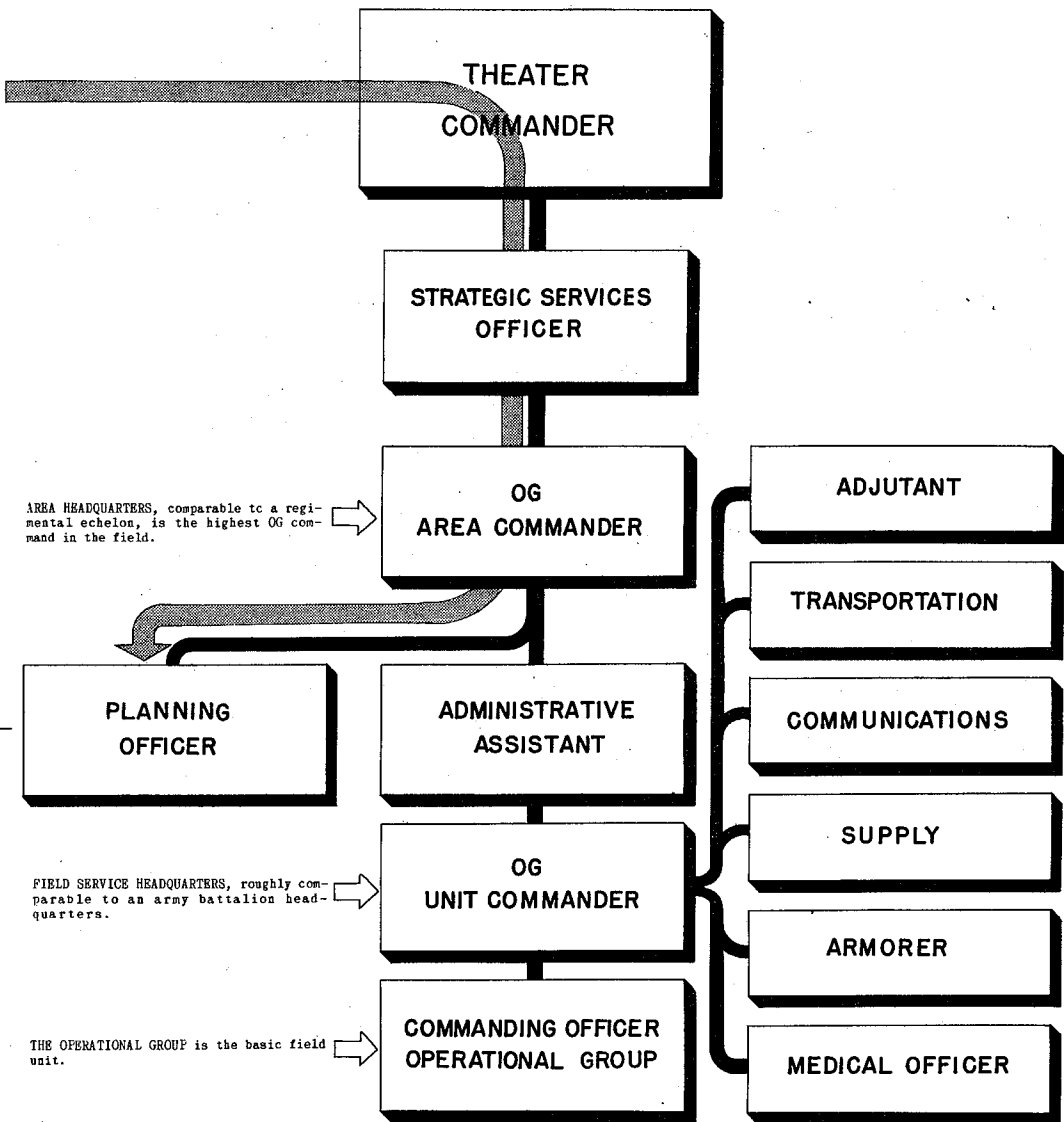 THEATER
COMMANDER
STRATEGIC SERVICES
OFFICER
AREA HEADQUARTERS, comparable to a regi-
mental echelon, is the highest OG com-
mand in the field.
OG
AREA COMMANDER
ADJUTANT
TRANSPORTATION
PLANNING
OFFICER
ADMINISTRATIVE
ASSISTANT
COMMUNICATIONS
SUPPLY
FIELD SERVICE HEADQUARTERS, roughly com-
parable to an army battalion head-
quarters.
OG
UNIT COMMANDER
ARMORER
THE OPERATIONAL GROUP is the basic field
unit.
COMMANDING OFFICER
OPERATIONAL GROUP
MEDICAL OFFICER